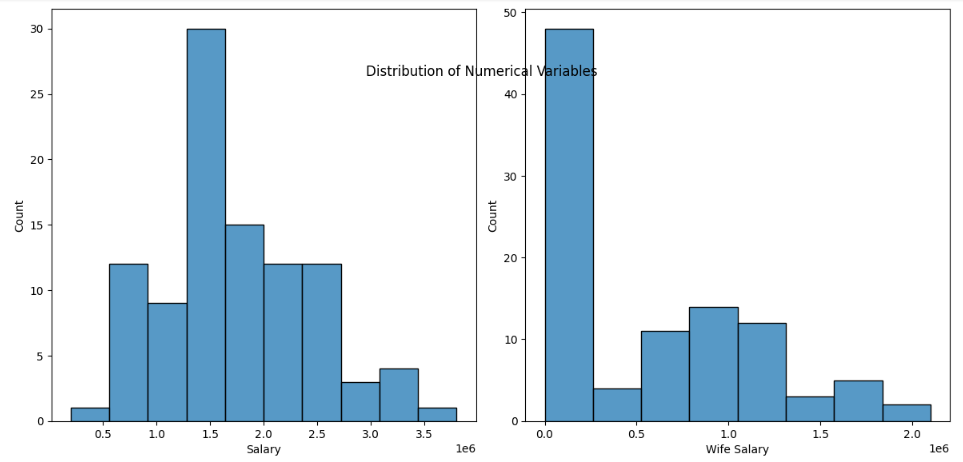 Distribution of Numerical Variables
30
25
20
15
10
5
0
Count
0.5 1.0 1.5 2.0 2.5 3.0 3.5
1e6
Salary
50
40
30
20
10
0
Count
0.0 0.5 1.0 1.5 2.0
1e6
Wife Salary